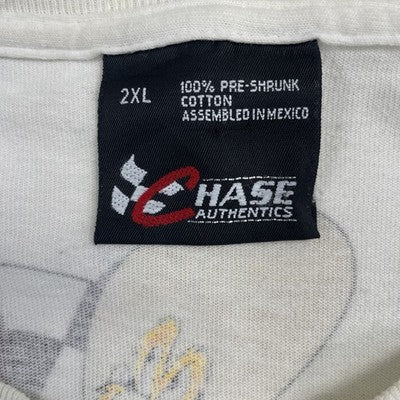 2XL
100% PRE-SHRUNK
COTTON
ASSEMBLED IN MEXICO
CHASE
AUTHENTICS